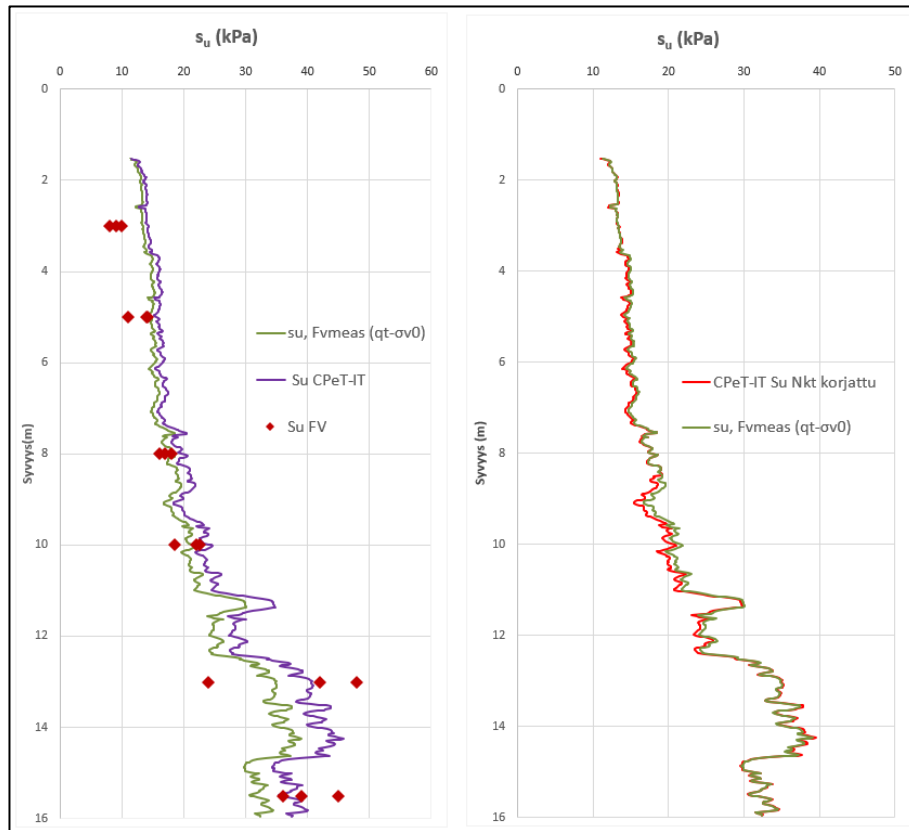 s_u (kPa)
0 10 20 30 40 50 60
0
2
4
6
8
10
12
14
16
Syvyys(m)
su, Fvmeas (qt-σv0)
Su CPeT-IT
Su FV
s_u (kPa)
0 10 20 30 40 50
0
2
4
6
8
10
12
14
16
Syvyys (m)
CPeT-IT Su Nkt korjattu
su, Fvmeas (qt-σv0)